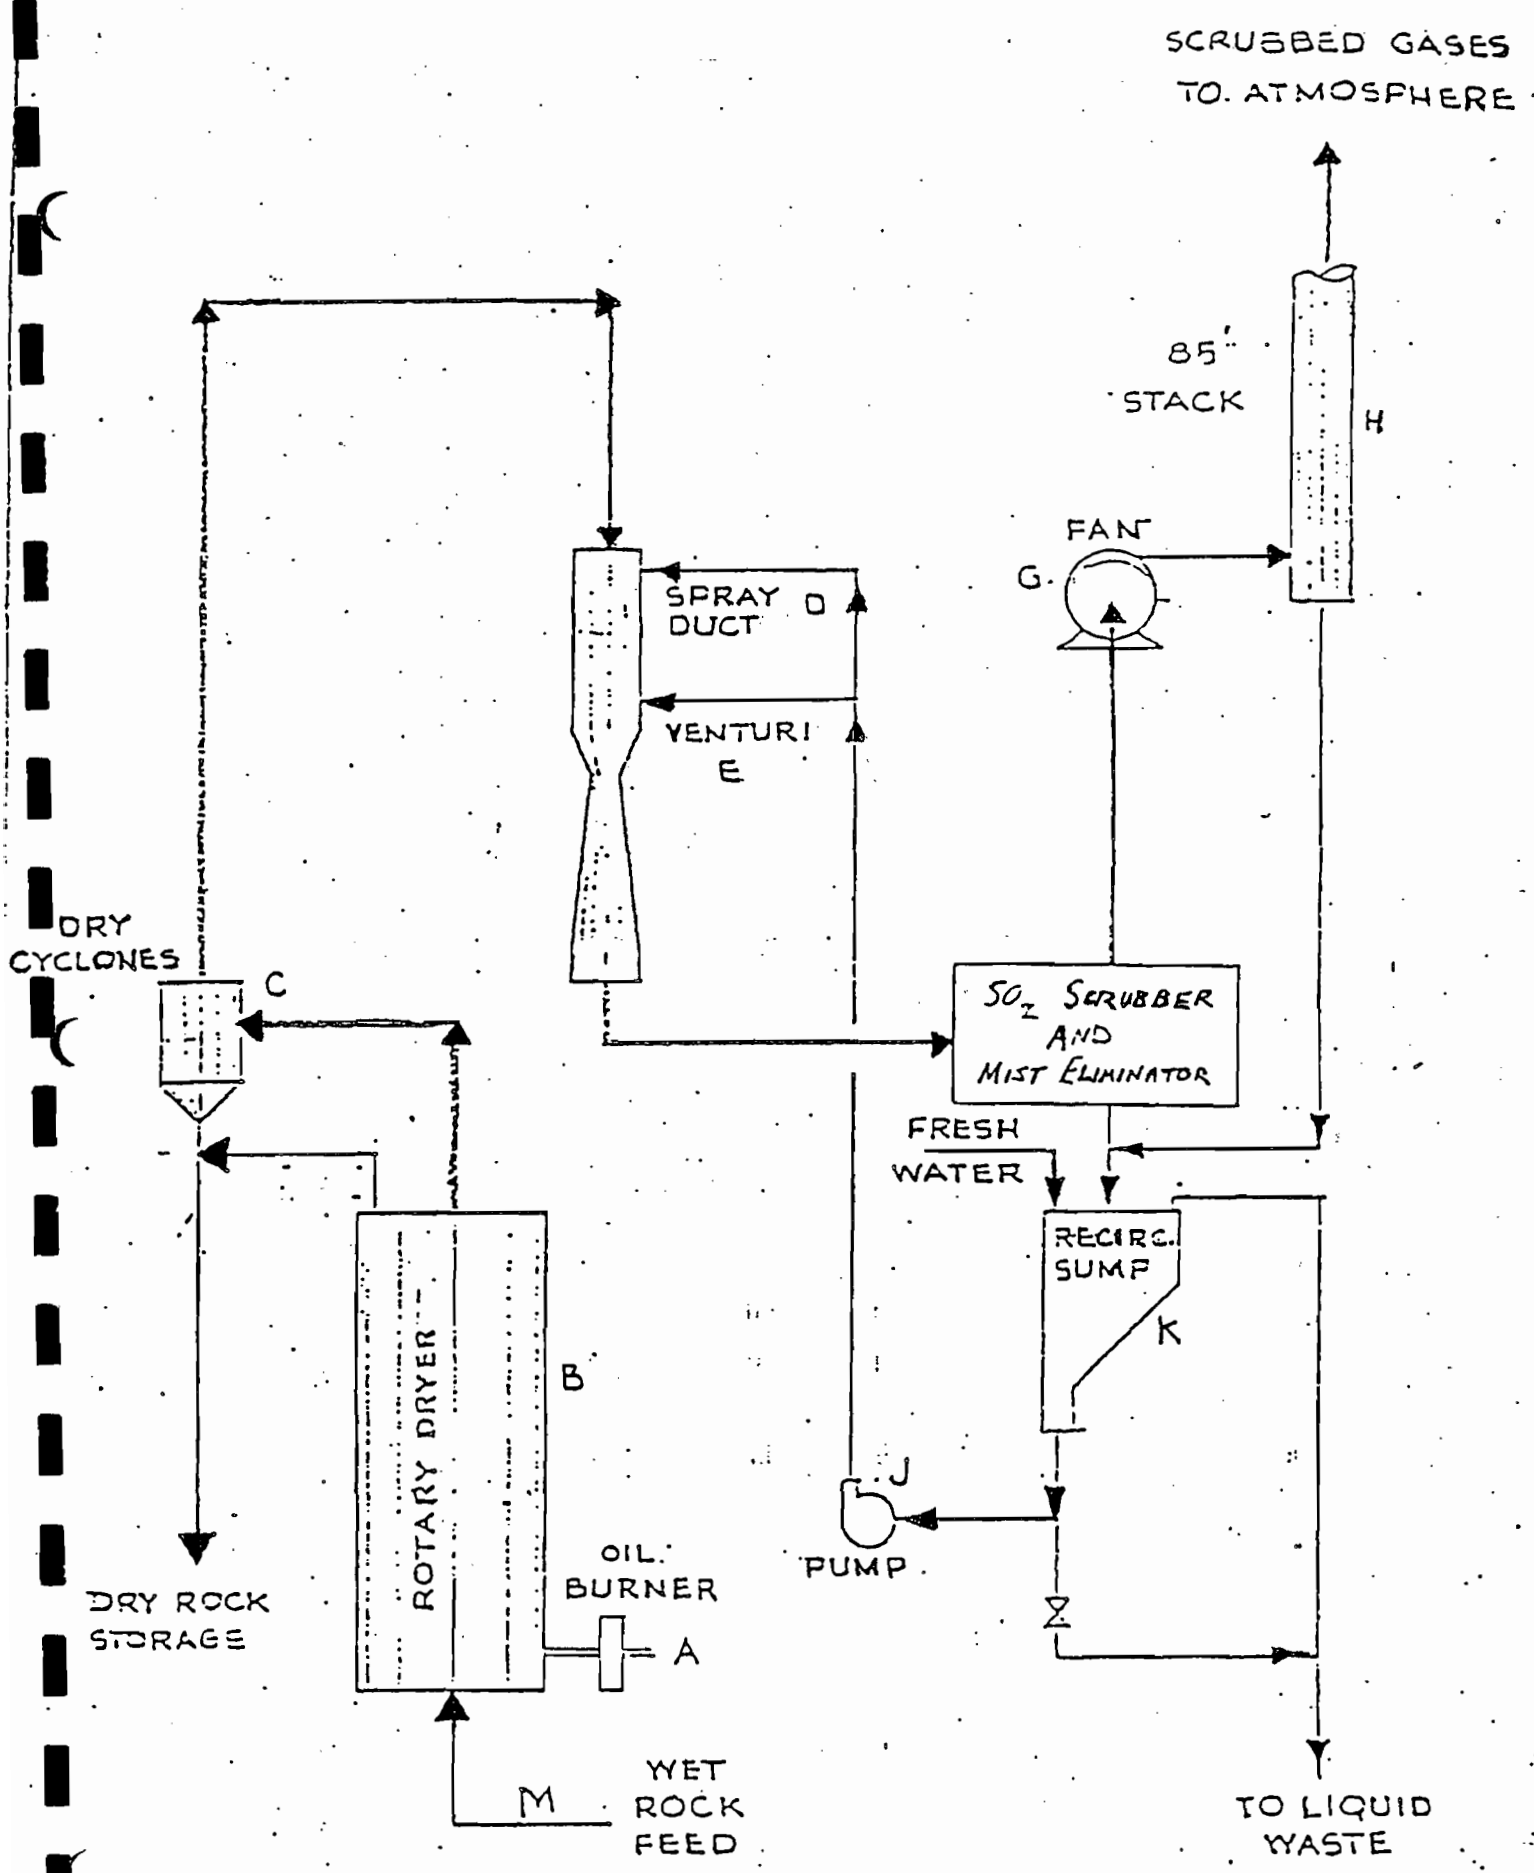 SCRUBBED GASES
TO. ATMOSPHERE
85'
STACK
H
FAN
G.
SPRAY D
DUCT
VENTURI
E
DRY
CYCLONES
C
SO2 SCRUBBER
AND
MIST ELIMINATOR
FRESH
WATER
RECIRC.
SUMP
K
ROTARY DRYER
B
J
PUMP
OIL
BURNER
A
DRY ROCK
STORAGE
M
WET
ROCK
FEED
TO LIQUID
WASTE